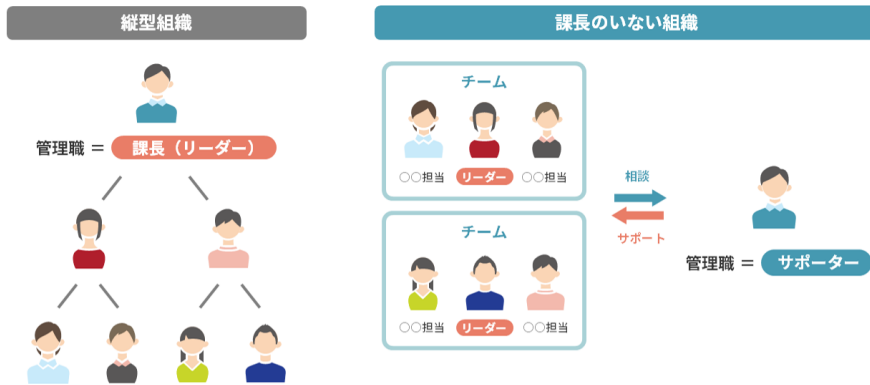 縦型組織
管理職 = 課長（リーダー）
課長のいない組織
チーム
○○担当 リーダー ○○担当
チーム
○○担当 リーダー ○○担当
相談
サポート
管理職 = サポーター